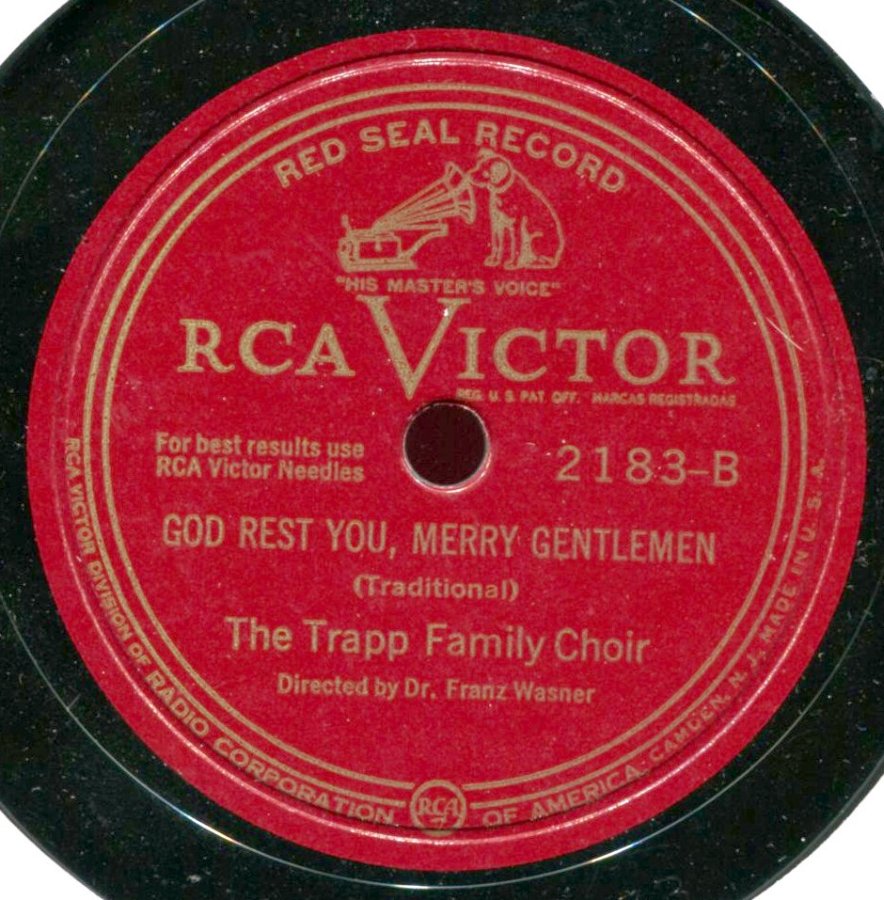 RED SEAL RECORD
"HIS MASTER'S VOICE"
RCA VICTOR
REG. U. S. PAT. OFF. MARCAS REGISTRADAS
For best results use
RCA Victor Needles
2183-B
GOD REST YOU, MERRY GENTLEMEN
(Traditional)
The Trapp Family Choir
Directed by Dr. Franz Wasner
RCA VICTOR DIVISION OF RADIO CORPORATION OF AMERICA, CAMDEN, N. J. MADE IN U. S. A.
RCA